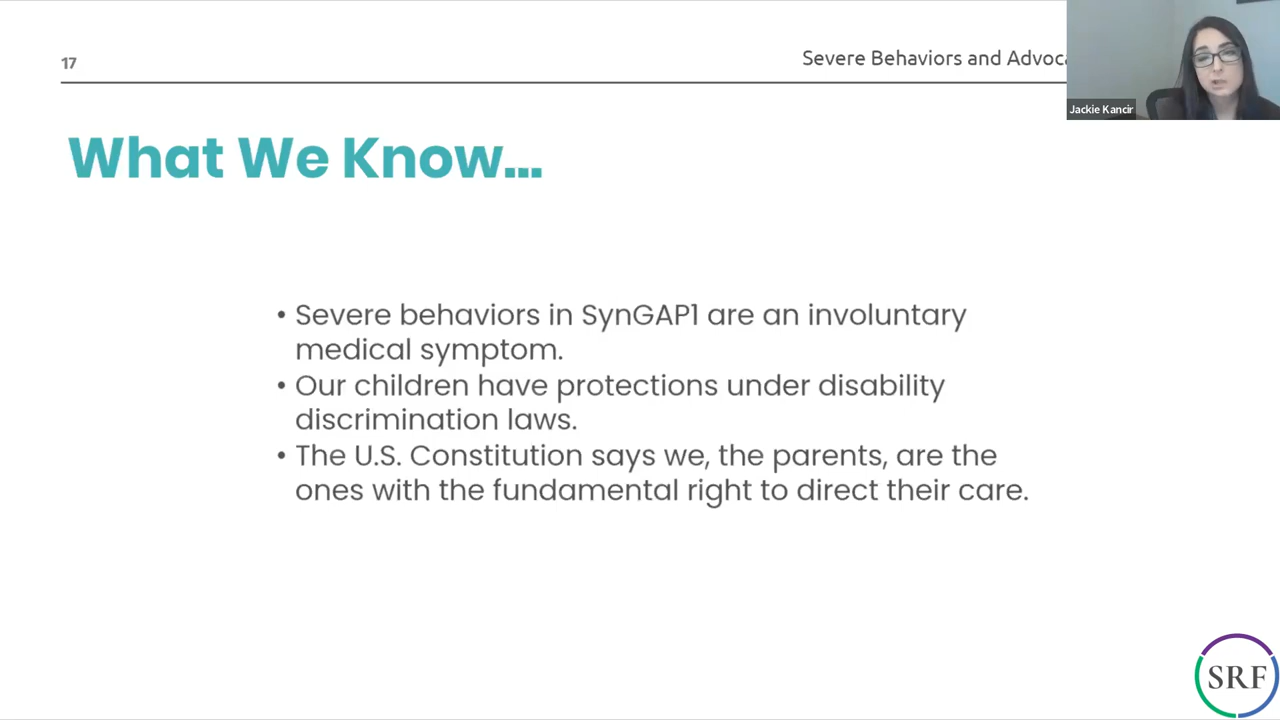 17
Severe Behaviors and Advoca
Jackie Kancir
What We Know...
• Severe behaviors in SynGAP1 are an involuntary
medical symptom.
• Our children have protections under disability
discrimination laws.
• The U.S. Constitution says we, the parents, are the
ones with the fundamental right to direct their care.
SRF